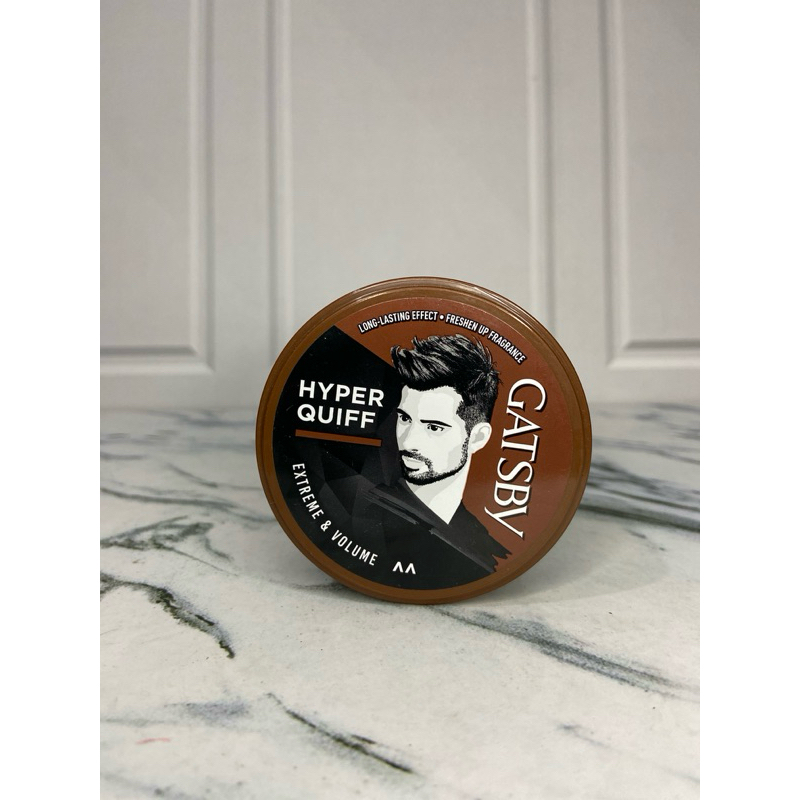 LONG-LASTING EFFECT • FRESHEN UP FRAGRANCE
HYPER
QUIFF
GATSBY
EXTREME & VOLUME